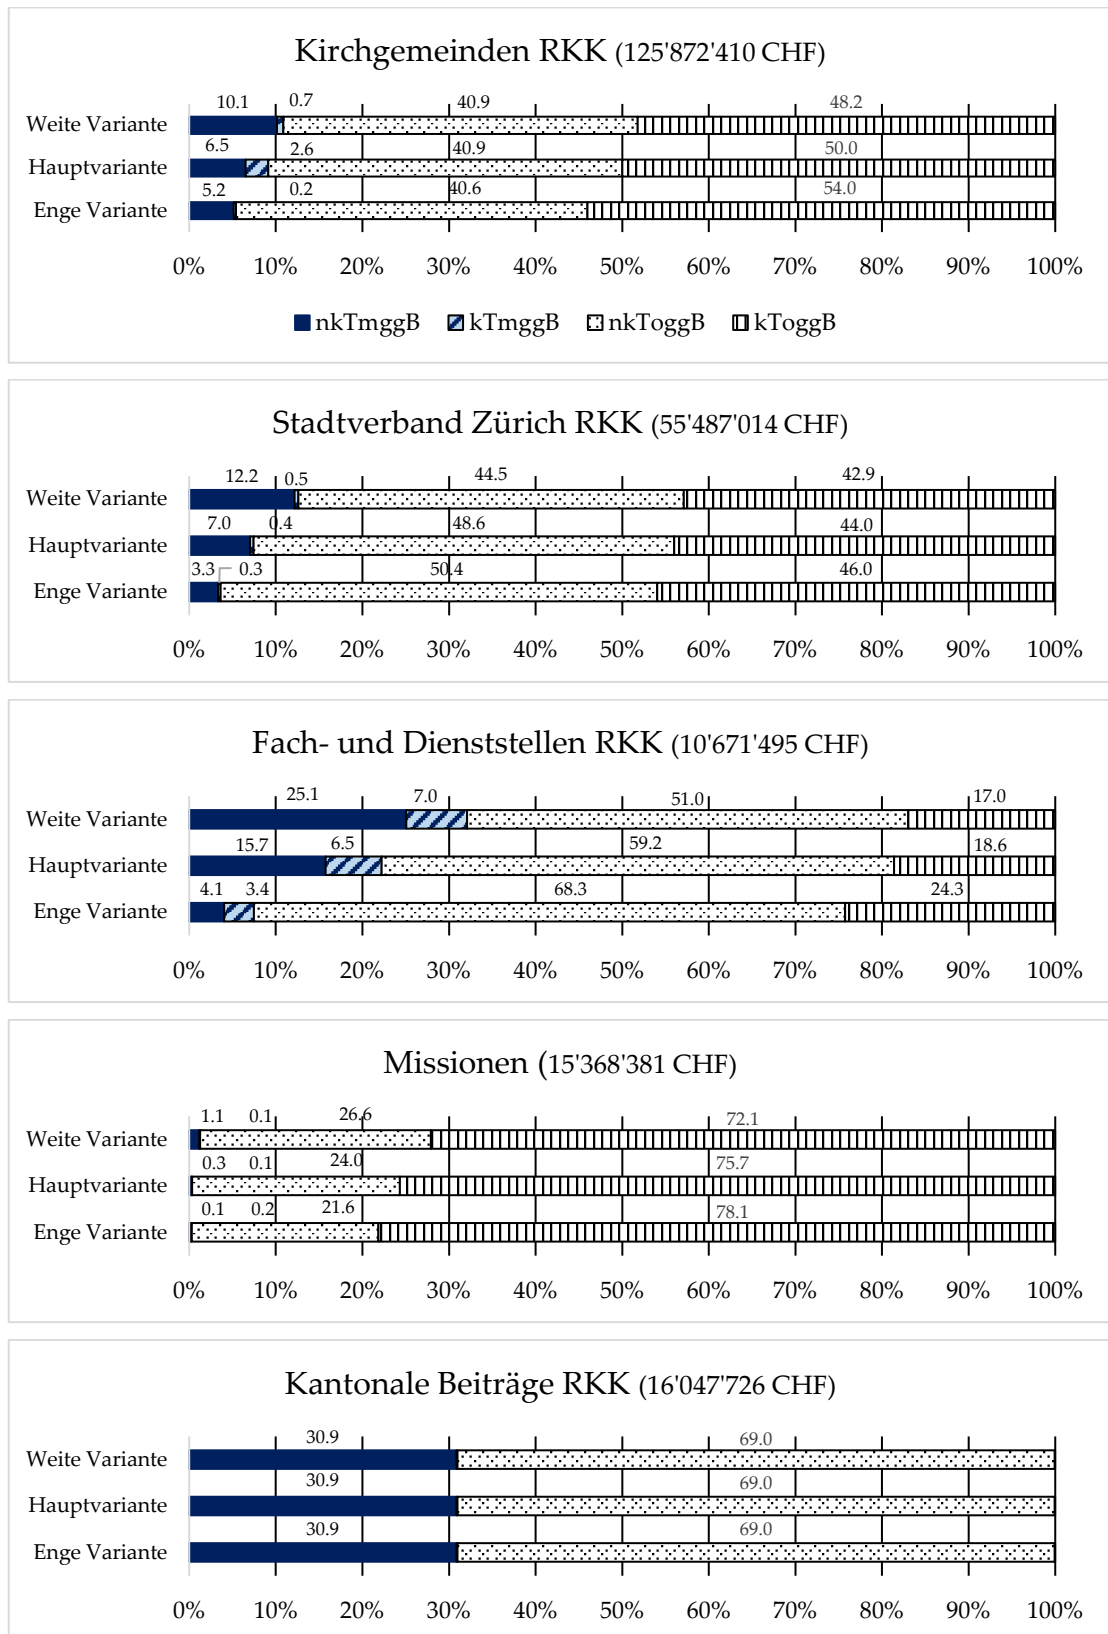 Kirchgemeinden RKK (125'872'410 CHF)
10.1 0.7 40.9 48.2
Weite Variante
6.5 2.6 40.9 50.0
Hauptvariante
5.2 0.2 40.6 54.0
Enge Variante
0% 10% 20% 30% 40% 50% 60% 70% 80% 90% 100%
nkTmggB kTmggB nkToggB kToggB
Stadtverband Zürich RKK (55'487'014 CHF)
12.2 0.5 44.5 42.9
Weite Variante
7.0 0.4 48.6 44.0
Hauptvariante
3.3 0.3 50.4 46.0
Enge Variante
0% 10% 20% 30% 40% 50% 60% 70% 80% 90% 100%
Fach- und Dienststellen RKK (10'671'495 CHF)
25.1 7.0 51.0 17.0
Weite Variante
15.7 6.5 59.2 18.6
Hauptvariante
4.1 3.4 68.3 24.3
Enge Variante
0% 10% 20% 30% 40% 50% 60% 70% 80% 90% 100%
Missionen (15'368'381 CHF)
1.1 0.1 26.6 72.1
Weite Variante
0.3 0.1 24.0 75.7
Hauptvariante
0.1 0.2 21.6 78.1
Enge Variante
0% 10% 20% 30% 40% 50% 60% 70% 80% 90% 100%
Kantonale Beiträge RKK (16'047'726 CHF)
30.9 69.0
Weite Variante
30.9 69.0
Hauptvariante
30.9 69.0
Enge Variante
0% 10% 20% 30% 40% 50% 60% 70% 80% 90% 100%